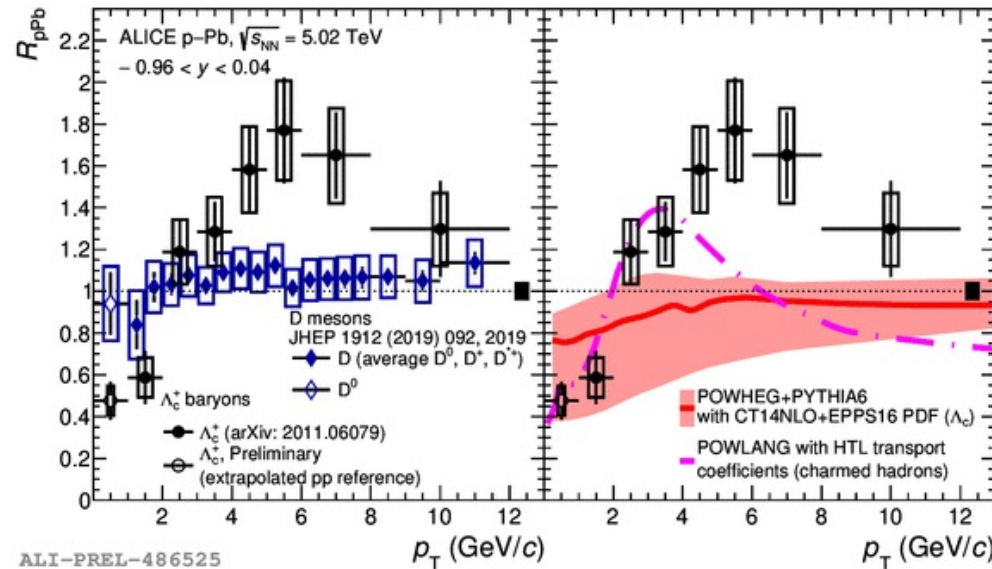 R_pPb
2.2
2
1.8
1.6
1.4
1.2
1
0.8
0.6
0.4
0.2
0
ALICE p−Pb, √s_NN = 5.02 TeV
− 0.96 < y < 0.04
D mesons
JHEP 1912 (2019) 092, 2019
D (average D⁰, D⁺, D*⁺)
D⁰
Λc⁺ baryons
Λc⁺ (arXiv: 2011.06079)
Λc⁺, Preliminary
(extrapolated pp reference)
2 4 6 8 10
p_T (GeV/c)
POWHEG+PYTHIA6
with CT14NLO+EPPS16 PDF (Λc)
POWLANG with HTL transport
coefficients (charmed hadrons)
2 4 6 8 10 12
p_T (GeV/c)
ALI-PREL-486525